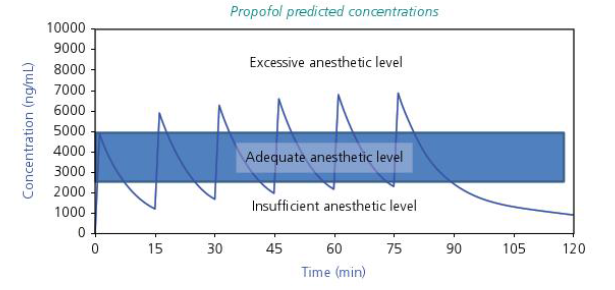 Propofol predicted concentrations
10000
9000
8000
7000
6000
5000
4000
3000
2000
1000
0
Concentration (ng/mL)
Excessive anesthetic level
Adequate anesthetic level
Insufficient anesthetic level
0 15 30 45 60 75 90 105 120
Time (min)